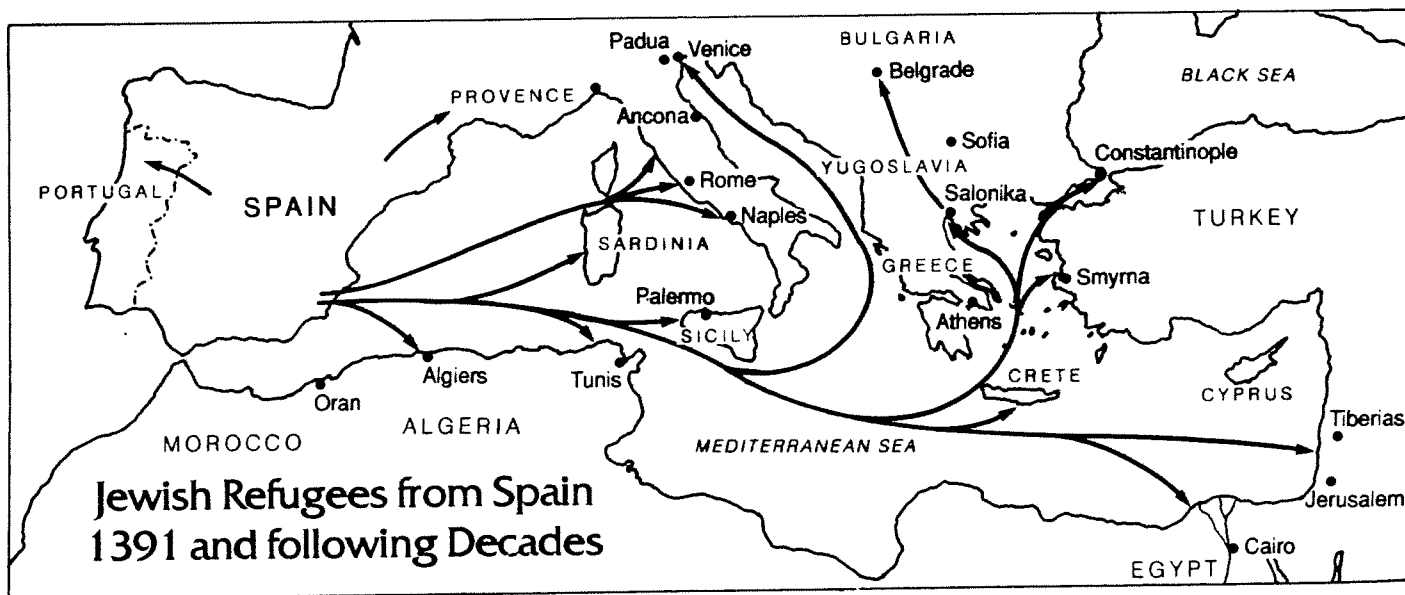 BULGARIA
Padua
Venice
Belgrade
BLACK SEA
PROVENCE
Ancona
Sofia
Constantinople
YUGOSLAVIA
PORTUGAL
SPAIN
Rome
Salonika
Naples
TURKEY
SARDINIA
GREECE
Smyrna
Palermo
SICILY
Athens
Algiers
Tunis
CRETE
CYPRUS
Oran
Tiberias
MOROCCO
ALGERIA
MEDITERRANEAN SEA
Jerusalem
Jewish Refugees from Spain
1391 and following Decades
EGYPT
Cairo